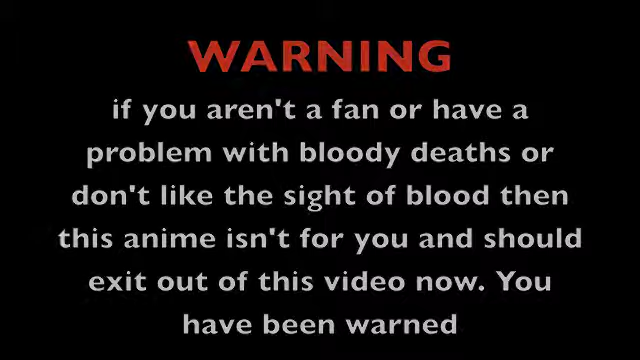 WARNING
if you aren't a fan or have a
problem with bloody deaths or
don't like the sight of blood then
this anime isn't for you and should
exit out of this video now. You
have been warned